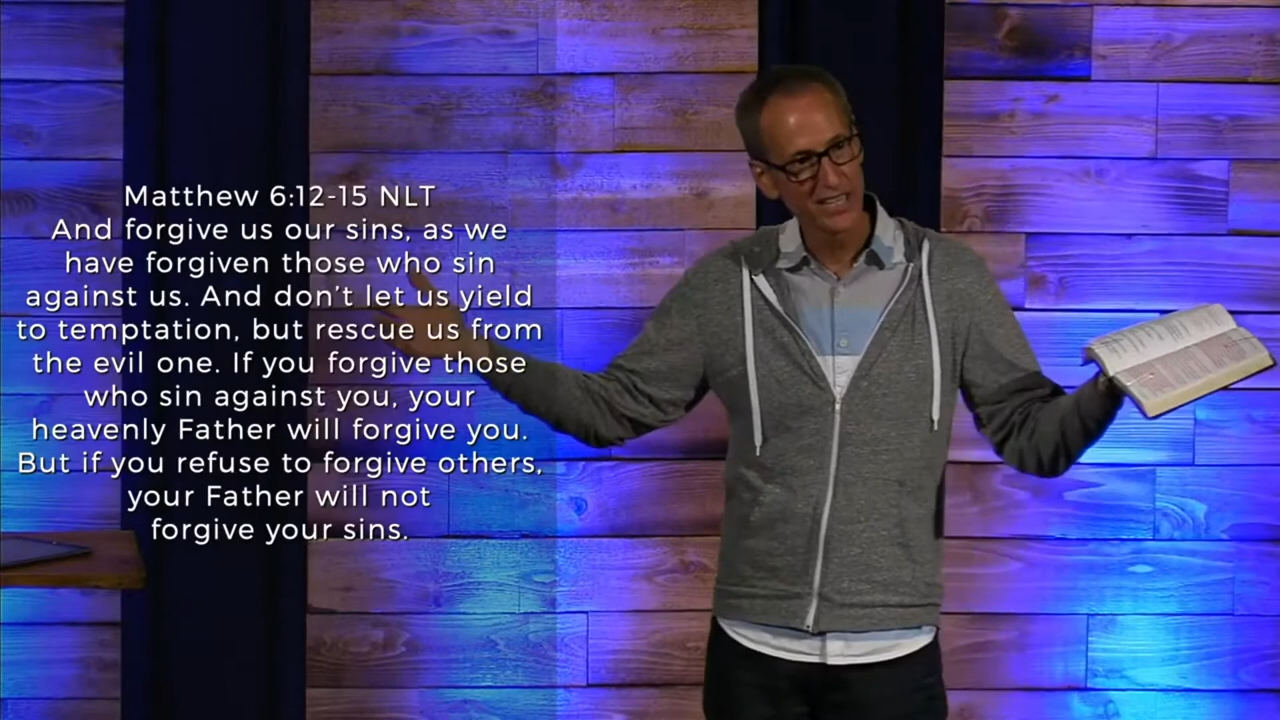 Matthew 6:12-15 NLT
And forgive us our sins, as we
have forgiven those who sin
against us. And don't let us yield
to temptation, but rescue us from
the evil one. If you forgive those
who sin against you, your
heavenly Father will forgive you.
But if you refuse to forgive others,
your Father will not
forgive your sins.